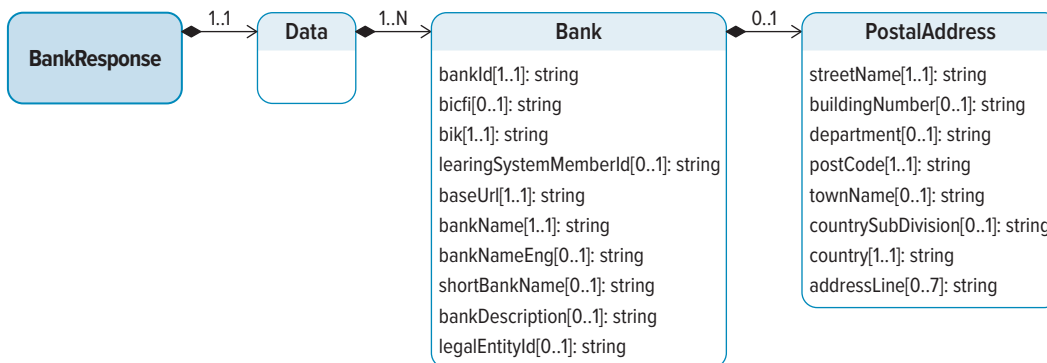 BankResponse
1..1
Data
1..N
Bank
bankId[1..1]: string
bicfi[0..1]: string
bik[1..1]: string
learingSystemMemberId[0..1]: string
baseUrl[1..1]: string
bankName[1..1]: string
bankNameEng[0..1]: string
shortBankName[0..1]: string
bankDescription[0..1]: string
legalEntityId[0..1]: string
0..1
PostalAddress
streetName[1..1]: string
buildingNumber[0..1]: string
department[0..1]: string
postCode[1..1]: string
townName[0..1]: string
countrySubDivision[0..1]: string
country[1..1]: string
addressLine[0..7]: string